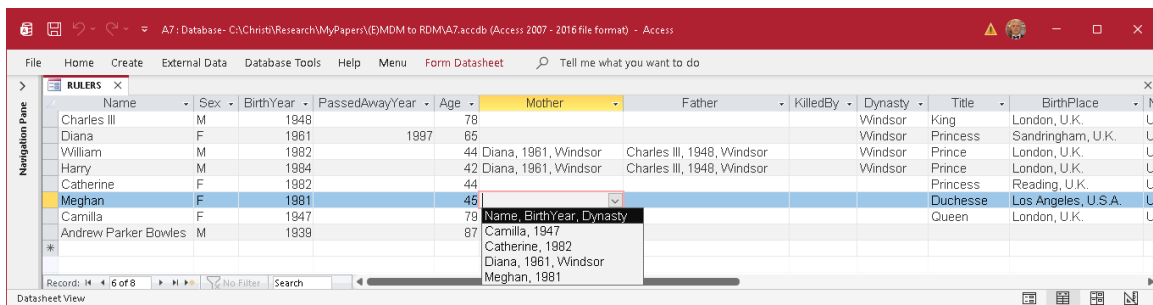 A7 : Database- C:\Christi\Research\MyPapers\(E)MDM to RDM\A7.accdb (Access 2007 - 2016 file format) - Access
File Home Create External Data Database Tools Help Menu Form Datasheet Tell me what you want to do
RULERS
Navigation Pane
Name Sex BirthYear PassedAwayYear Age Mother Father KilledBy Dynasty Title BirthPlace N
Charles III M 1948 78 Windsor King London, U.K. U
Diana F 1961 1997 65 Windsor Princess Sandringham, U.K. U
William M 1982 44 Diana, 1961, Windsor Charles III, 1948, Windsor Windsor Prince London, U.K. U
Harry M 1984 42 Diana, 1961, Windsor Charles III, 1948, Windsor Windsor Prince London, U.K. U
Catherine F 1982 44 Princess Reading, U.K. U
Meghan F 1981 45 Duchesse Los Angeles, U.S.A. U
Camilla F 1947 79 Queen London, U.K. U
Andrew Parker Bowles M 1939 87
Name, BirthYear, Dynasty
Camilla, 1947
Catherine, 1982
Diana, 1961, Windsor
Meghan, 1981
Record: 6 of 8 No Filter Search
Datasheet View